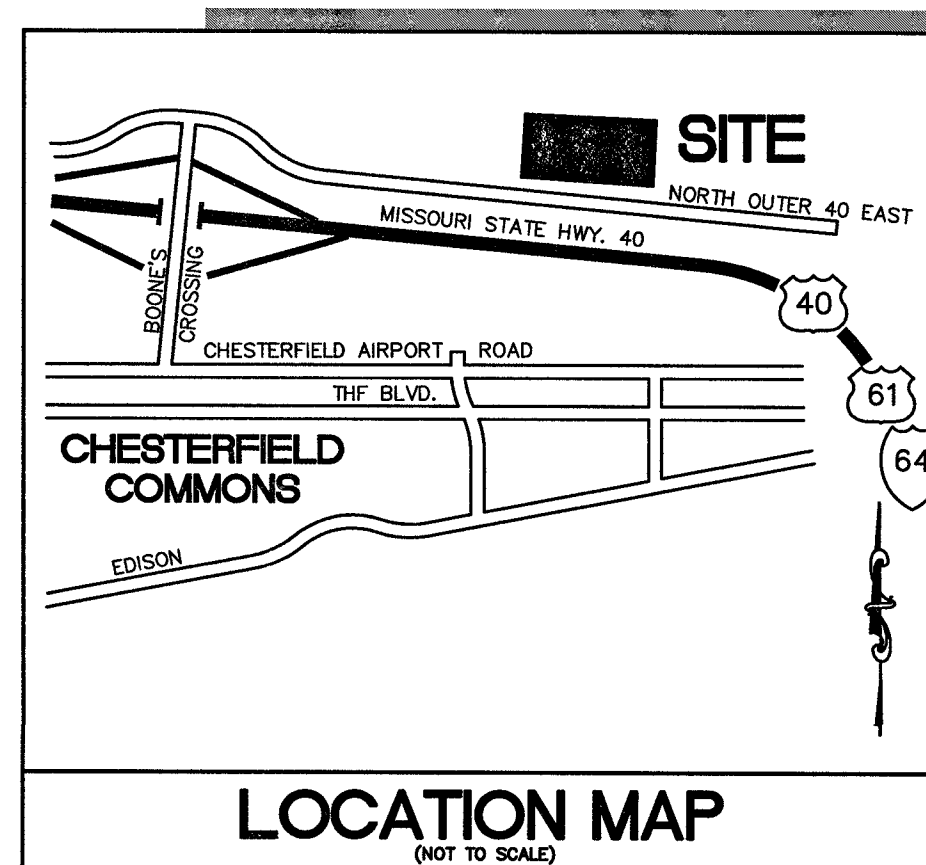 SITE
NORTH OUTER 40 EAST
MISSOURI STATE HWY. 40
BOONE'S
CROSSING
40
CHESTERFIELD AIRPORT ROAD
61
THF BLVD.
CHESTERFIELD
COMMONS
64
EDISON
LOCATION MAP
(NOT TO SCALE)